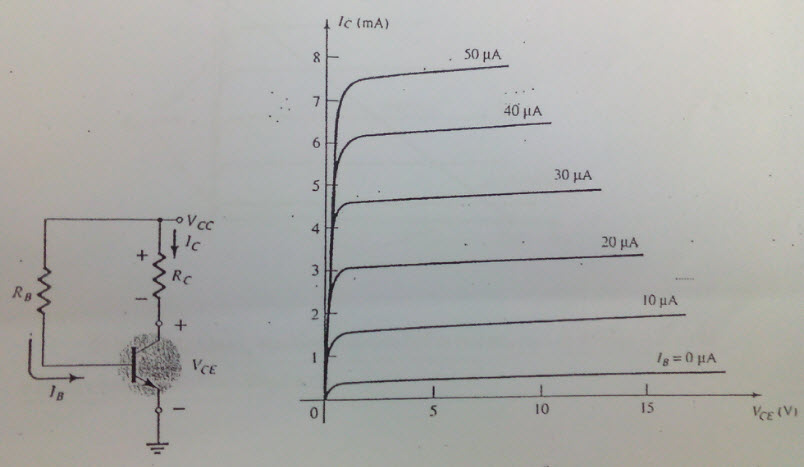 I_C (mA)
8
7
6
5
4
3
2
1
0
5
10
15
V_CE (V)
50 µA
40 µA
30 µA
20 µA
10 µA
I_B = 0 µA
V_CC
I_C
+
R_C
−
R_B
+
V_CE
I_B
−